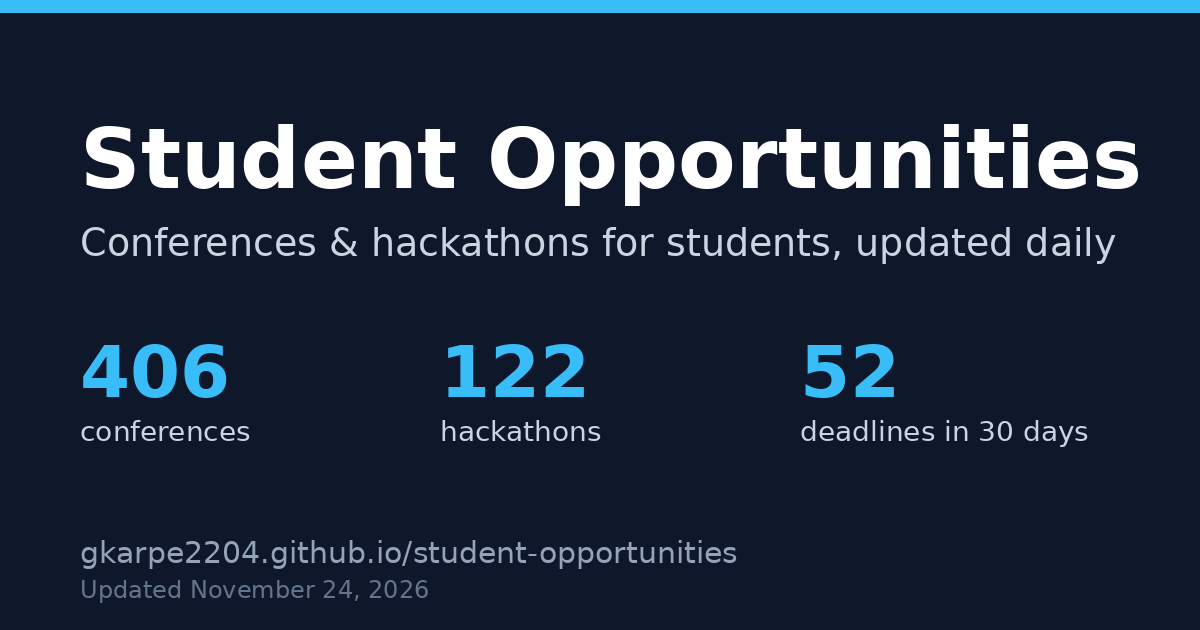 Student Opportunities
Conferences & hackathons for students, updated daily
406
122
52
conferences
hackathons
deadlines in 30 days
gkarpe2204.github.io/student-opportunities
Updated November 24, 2026